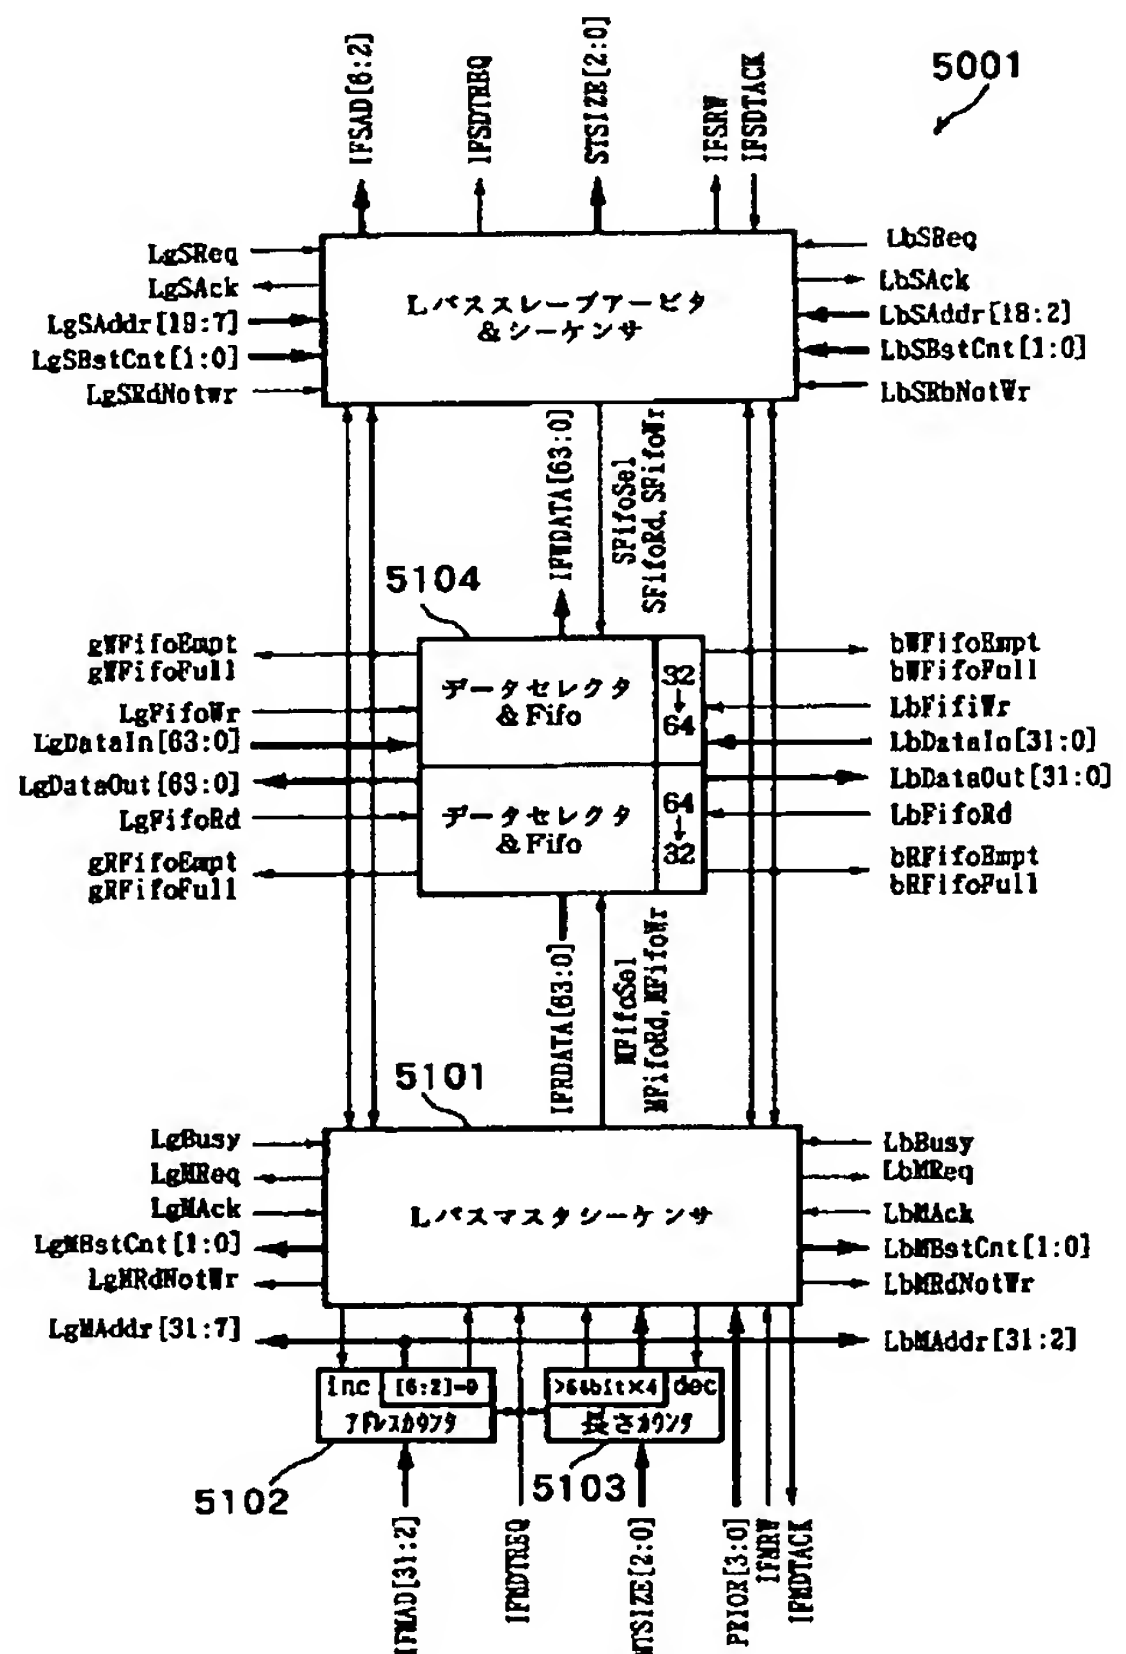 5001
IFSAD[6:2]
IFSDTREQ
STSIZE[2:0]
IFSRW
IFSDTACK
LgSReq
LgSAck
LgSAddr[18:7]
LgSBstCnt[1:0]
LgSRdNotwr
Lバススレーブアービタ
&シーケンサ
LbSReq
LbSAck
LbSAddr[18:2]
LbSBstCnt[1:0]
LbSRbNotWr
IFWDATA[63:0]
SFifoSel
SFifoRd,SFifoWr
5104
gWFifoEmpt
gWFifoFull
LgFifoWr
LgDataIn[63:0]
LgDataOut[63:0]
LgFifoRd
gRFifoEmpt
gRFifoFull
データセレクタ
&Fifo
32
64
データセレクタ
&Fifo
64
32
bWFifoEmpt
bWFifoFull
LbFifiWr
LbDataIn[31:0]
LbDataOut[31:0]
LbFifoRd
bRFifoEmpt
bRFifoFull
IFRDATA[63:0]
MFifoSel
MFifoRd,MFifoWr
5101
LgBusy
LgMReq
LgMAck
LgMBstCnt[1:0]
LgMRdNotWr
LgMAddr[31:7]
Lバスマスタシーケンサ
LbBusy
LbMReq
LbMAck
LbMBstCnt[1:0]
LbMRdNotWr
LbMAddr[31:2]
inc
[6:2]-0
アドレスカウンタ
>64bit×4
dec
長さカウンタ
5102
5103
IFMAD[31:2]
IFMDTREQ
MTSIZE[2:0]
PRIOR[3:0]
IFMRW
IFMDTACK